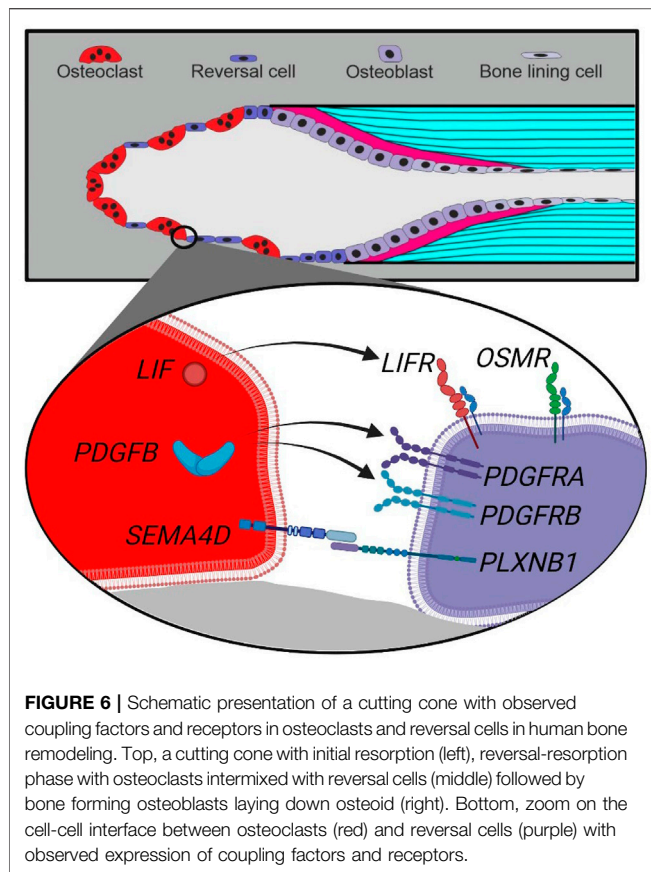 Osteoclast Reversal cell Osteoblast Bone lining cell
LIF LIFR OSMR
PDGFB PDGFRA
PDGFRB
SEMA4D PLXNB1
FIGURE 6 | Schematic presentation of a cutting cone with observed
coupling factors and receptors in osteoclasts and reversal cells in human bone
remodeling. Top, a cutting cone with initial resorption (left), reversal-resorption
phase with osteoclasts intermixed with reversal cells (middle) followed by
bone forming osteoblasts laying down osteoid (right). Bottom, zoom on the
cell-cell interface between osteoclasts (red) and reversal cells (purple) with
observed expression of coupling factors and receptors.